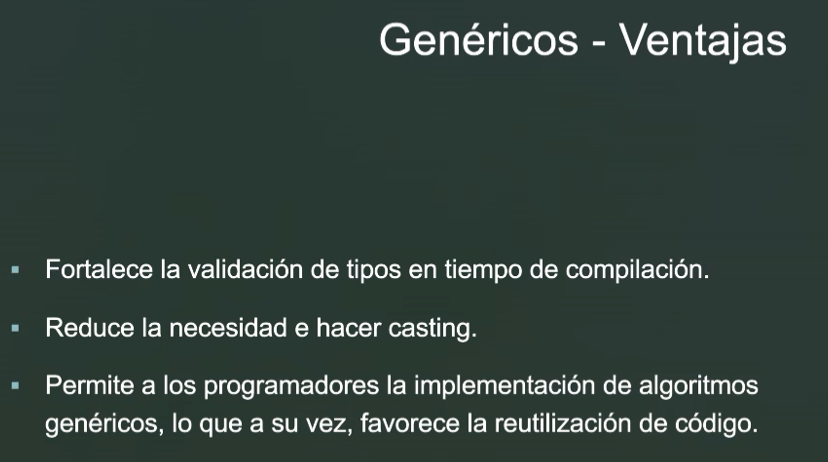 Genéricos - Ventajas
▪ Fortalece la validación de tipos en tiempo de compilación.
▪ Reduce la necesidad e hacer casting.
▪ Permite a los programadores la implementación de algoritmos
genéricos, lo que a su vez, favorece la reutilización de código.